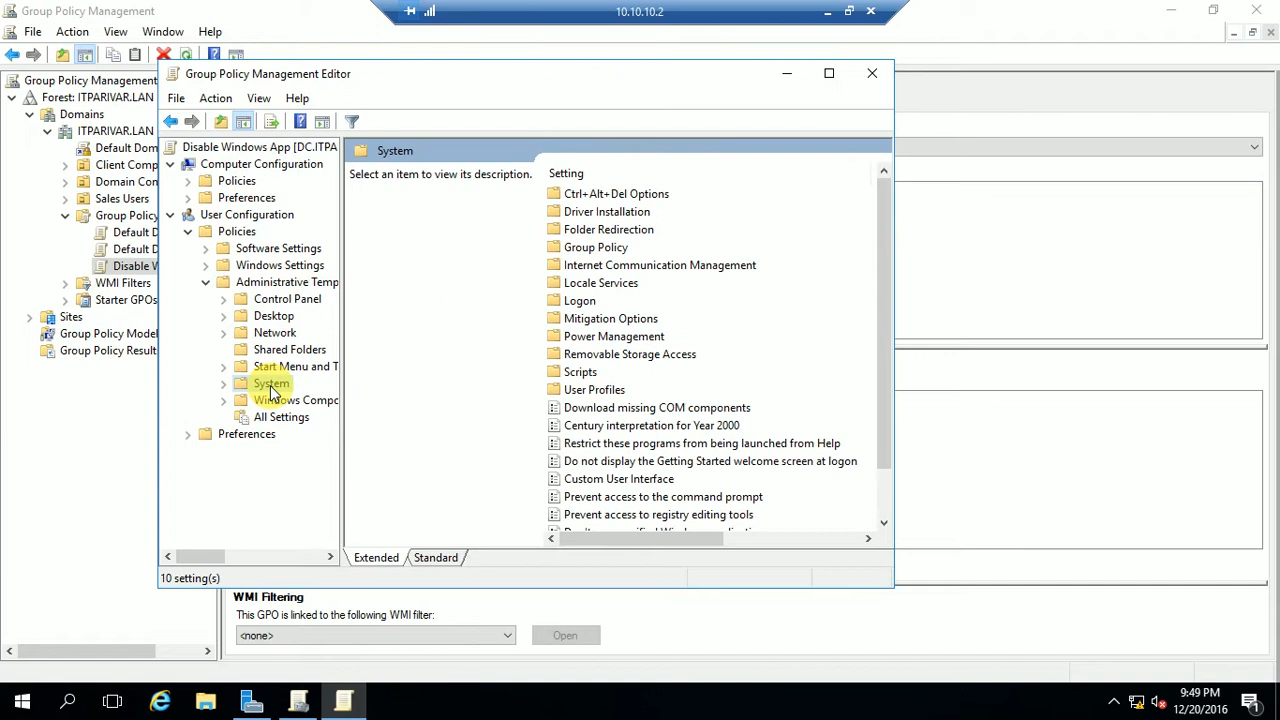 Group Policy Management
10.10.10.2
File Action View Window Help
Group Policy Management
Forest: ITPARIVAR.LAN
Domains
ITPARIVAR.LAN
Default Dom
Client Comp
Domain Con
Sales Users
Group Policy
Default D
Default D
Disable W
WMI Filters
Starter GPOs
Sites
Group Policy Mode
Group Policy Result
Group Policy Management Editor
File Action View Help
Disable Windows App [DC.ITPA
Computer Configuration
Policies
Preferences
User Configuration
Policies
Software Settings
Windows Settings
Administrative Temp
Control Panel
Desktop
Network
Shared Folders
Start Menu and T
System
Windows Compo
All Settings
Preferences
System
Select an item to view its description.
Setting
Ctrl+Alt+Del Options
Driver Installation
Folder Redirection
Group Policy
Internet Communication Management
Locale Services
Logon
Mitigation Options
Power Management
Removable Storage Access
Scripts
User Profiles
Download missing COM components
Century interpretation for Year 2000
Restrict these programs from being launched from Help
Do not display the Getting Started welcome screen at logon
Custom User Interface
Prevent access to the command prompt
Prevent access to registry editing tools
Extended Standard
10 setting(s)
WMI Filtering
This GPO is linked to the following WMI filter:
<none>
Open
9:49 PM
12/20/2016
1